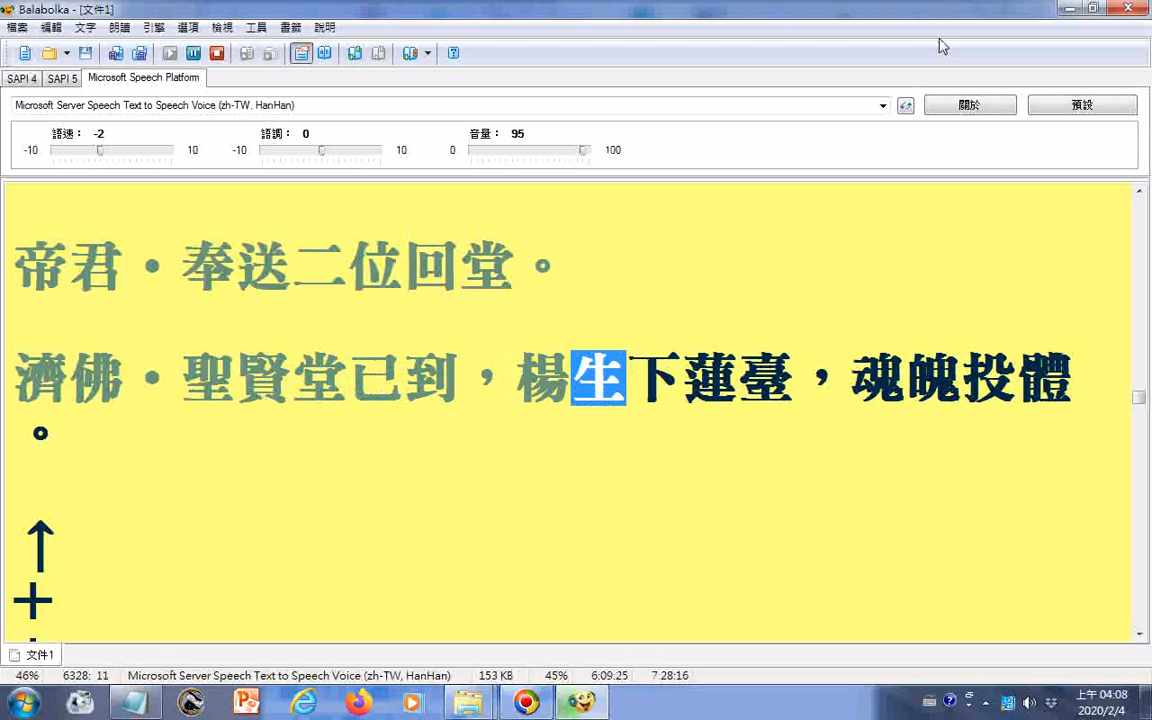 Balabolka - [文件1]
檔案 編輯 文字 朗讀 引擎 選項 檢視 工具 書籤 說明
SAPI 4 SAPI 5 Microsoft Speech Platform
Microsoft Server Speech Text to Speech Voice (zh-TW, HanHan) 關於 預設
語速： -2 語調： 0 音量： 95
-10 10 -10 10 0 100
帝君•奉送二位回堂。
濟佛•聖賢堂已到，楊生下蓮臺，魂魄投體
。
↑
＋
文件1
46% 6328: 11 Microsoft Server Speech Text to Speech Voice (zh-TW, HanHan) 153 KB 45% 6:09:25 7:28:16
上午 04:08
2020/2/4